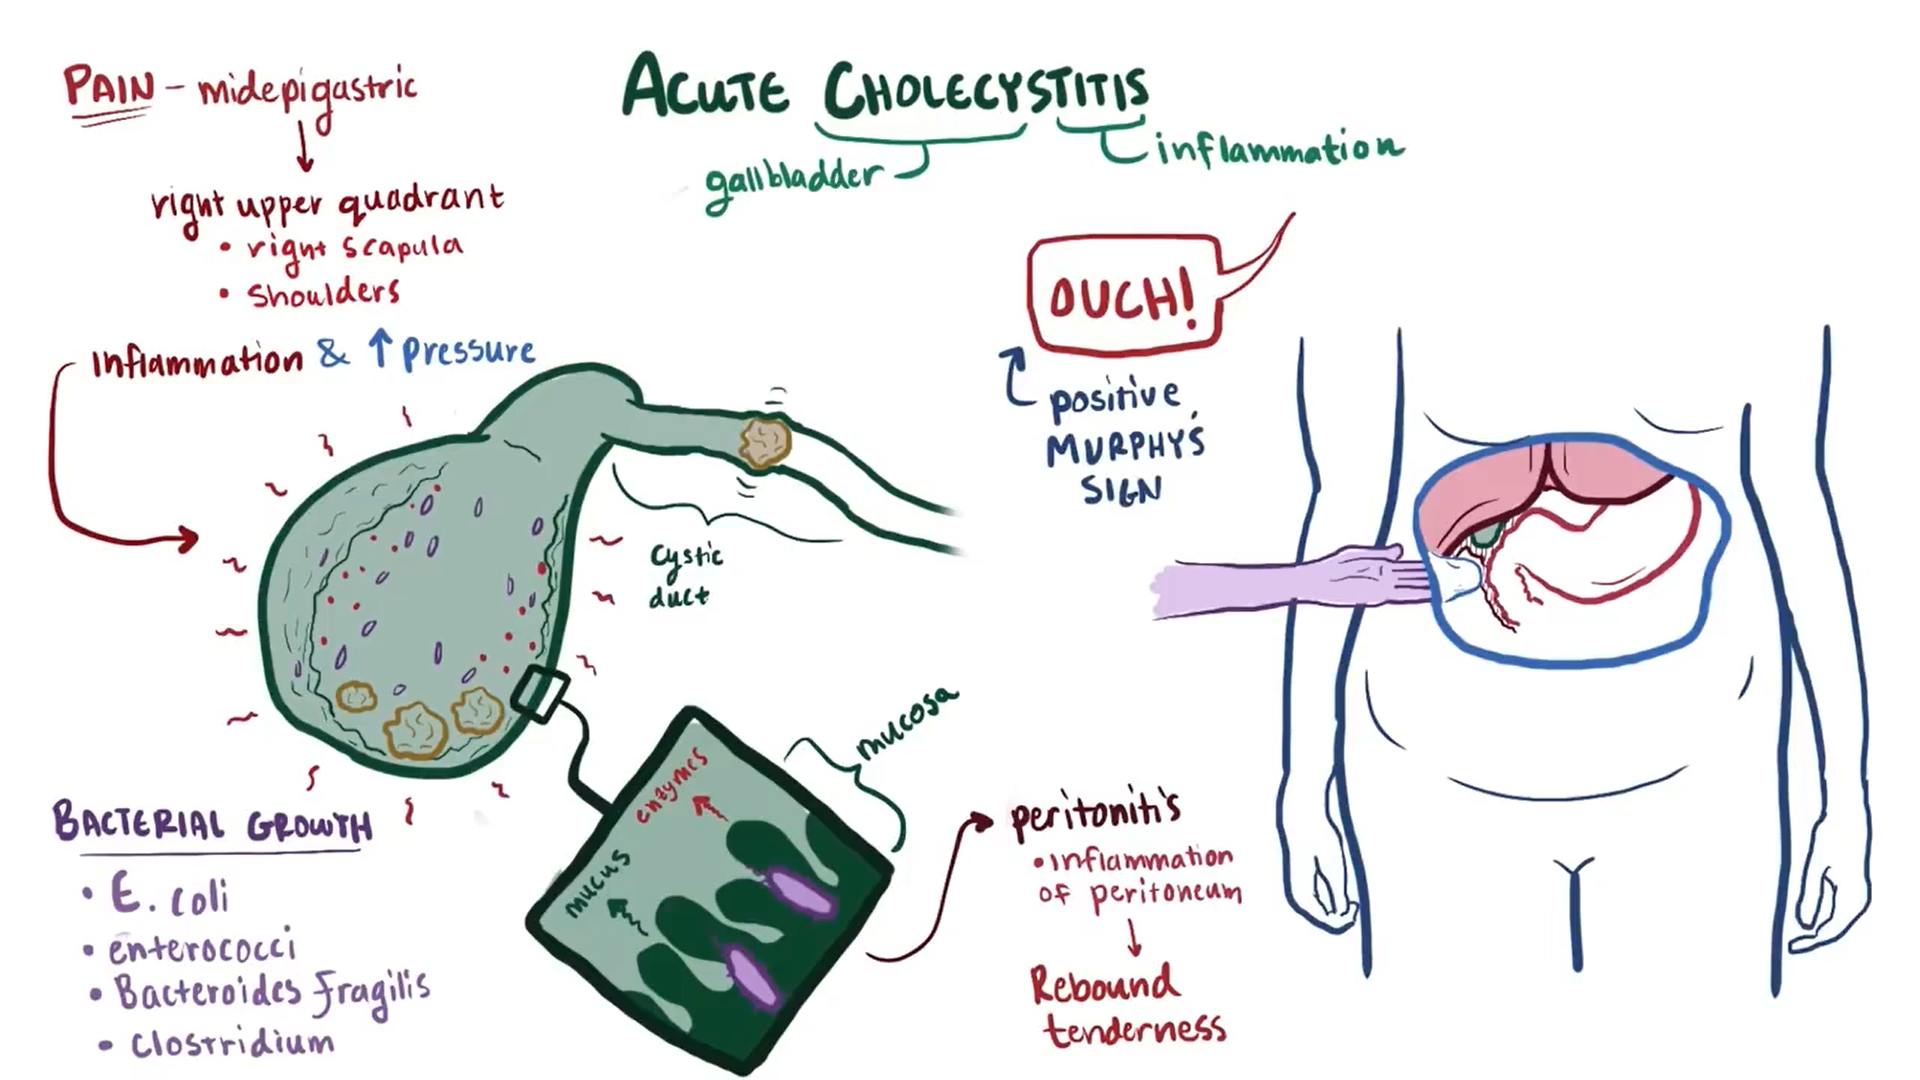 ACUTE CHOLECYSTITIS
gallbladder
inflammation
PAIN - midepigastric
right upper quadrant
• right scapula
• shoulders
Inflammation & ↑ pressure
OUCH!
positive
MURPHY'S
SIGN
cystic
duct
mucosa
enzymes
mucus
BACTERIAL GROWTH
• E. coli
• enterococci
• Bacteroides fragilis
• clostridium
peritonitis
• inflammation
of peritoneum
Rebound
tenderness